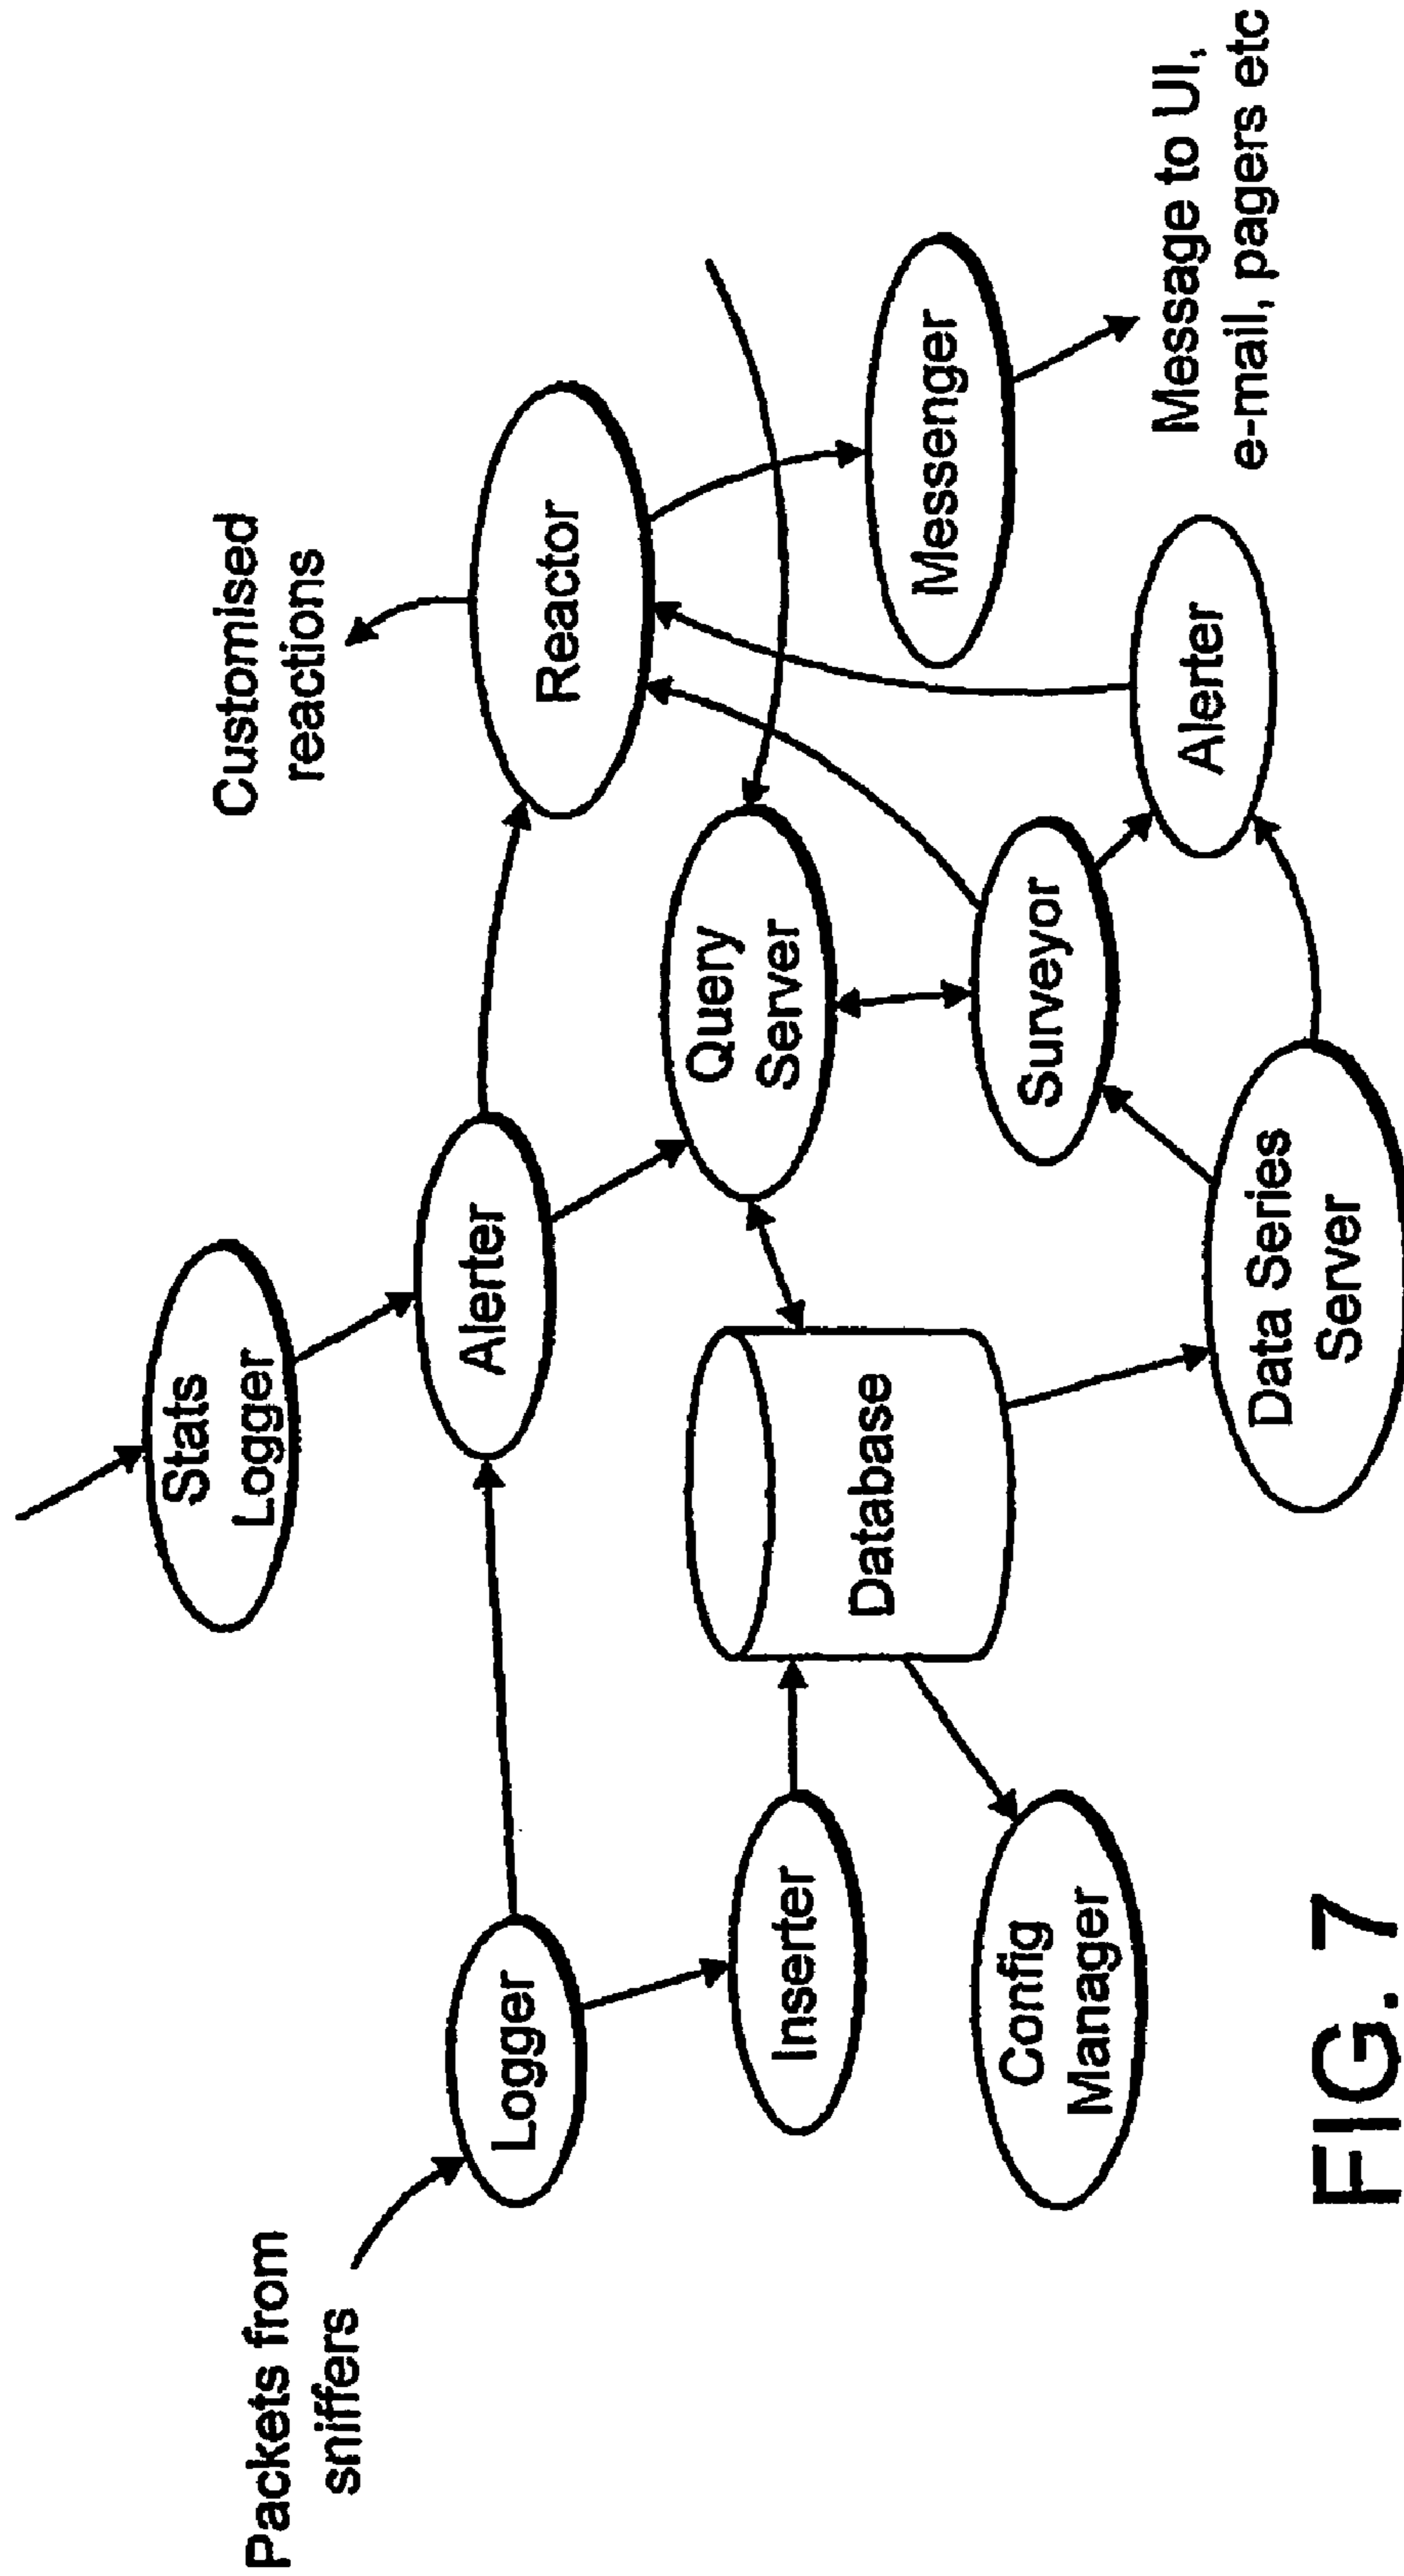 Stats
Logger
Customised
reactions
Packets from
sniffers
Logger
Alerter
Reactor
Query
Server
Inserter
Database
Messenger
Config
Manager
Surveyor
Alerter
Message to UI,
e-mail, pagers etc
Data Series
Server
FIG. 7